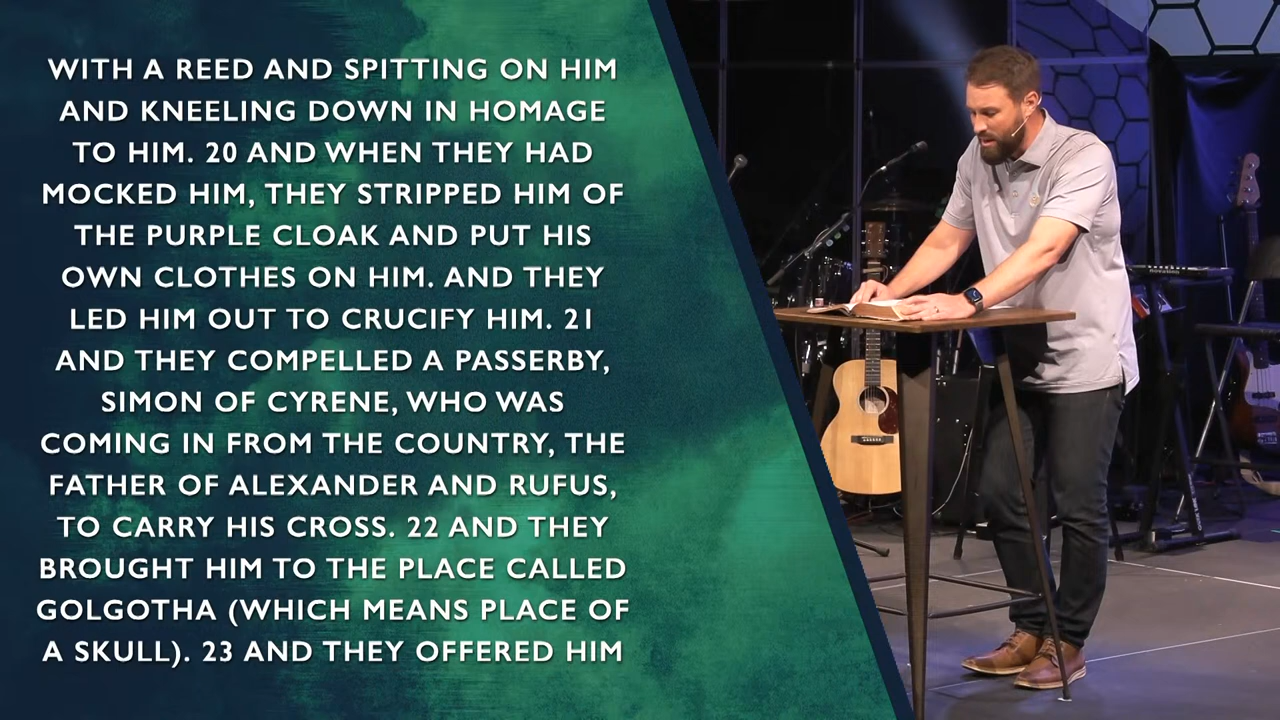 WITH A REED AND SPITTING ON HIM
AND KNEELING DOWN IN HOMAGE
TO HIM. 20 AND WHEN THEY HAD
MOCKED HIM, THEY STRIPPED HIM OF
THE PURPLE CLOAK AND PUT HIS
OWN CLOTHES ON HIM. AND THEY
LED HIM OUT TO CRUCIFY HIM. 21
AND THEY COMPELLED A PASSERBY,
SIMON OF CYRENE, WHO WAS
COMING IN FROM THE COUNTRY, THE
FATHER OF ALEXANDER AND RUFUS,
TO CARRY HIS CROSS. 22 AND THEY
BROUGHT HIM TO THE PLACE CALLED
GOLGOTHA (WHICH MEANS PLACE OF
A SKULL). 23 AND THEY OFFERED HIM
novation